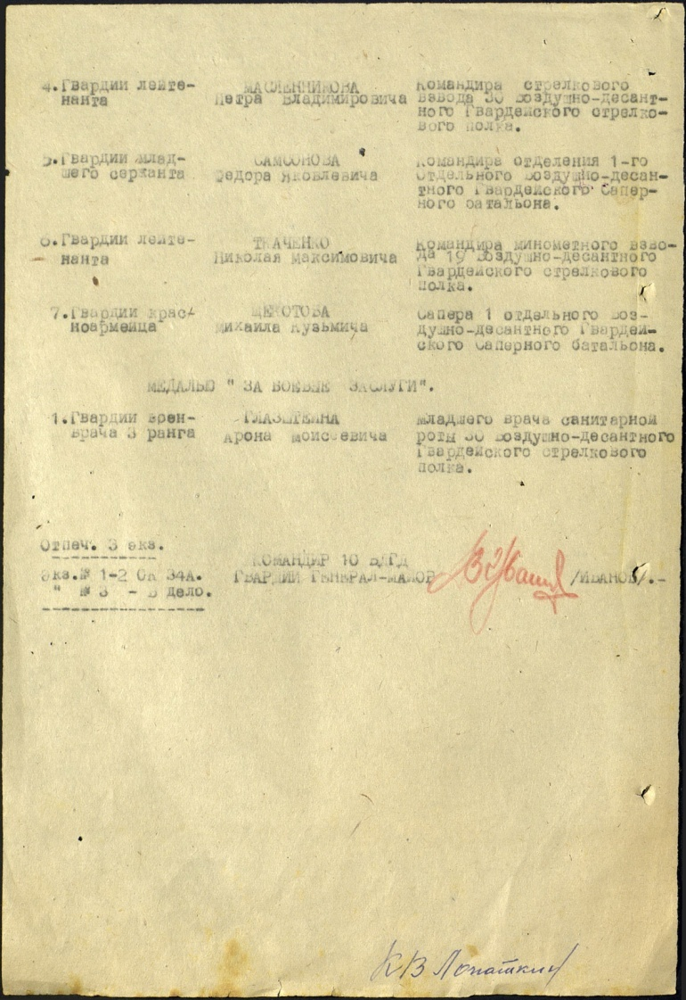 4. Гвардии лейте- МАСЛЕННИКОВА Командира стрелкового
нанта Петра Владимировича взвода 30 Воздушно-десант-
ного Гвардейского стрелко-
вого полка.
5. Гвардии млад- САМСОНОВА Командира отделения 1-го
шего сержанта Федора Яковлевича Отдельного Воздушно-десан-
тного Гвардейского Сапер-
ного батальона.
6. Гвардии лейте- ТКАЧЕНКО Командира минометного взво-
нанта Николая Максимовича да 19 Воздушно-десантного
Гвардейского стрелкового
полка.
7. Гвардии крас- ЩЕКОТОВА Сапера 1 отдельного Воз-
ноармейца Михаила Кузьмича душно-десантного Гвардей-
ского Саперного батальона.
МЕДАЛЬЮ " ЗА БОЕВЫЕ ЗАСЛУГИ".
1. Гвардии воен- ГЛАЗШТЕЙНА Младшего врача санитарной
врача 3 ранга Арона Моисеевича роты 30 Воздушно-десантного
Гвардейского стрелкового
полка.
Отпеч. 3 экз.
КОМАНДИР 10 ВДГД
Экз.№ 1-2 ОК 34А. ГВАРДИИ ГЕНЕРАЛ-МАЙОР /ИВАНОВ/.-
" № 3 - В дело.
КВ Лопаткин